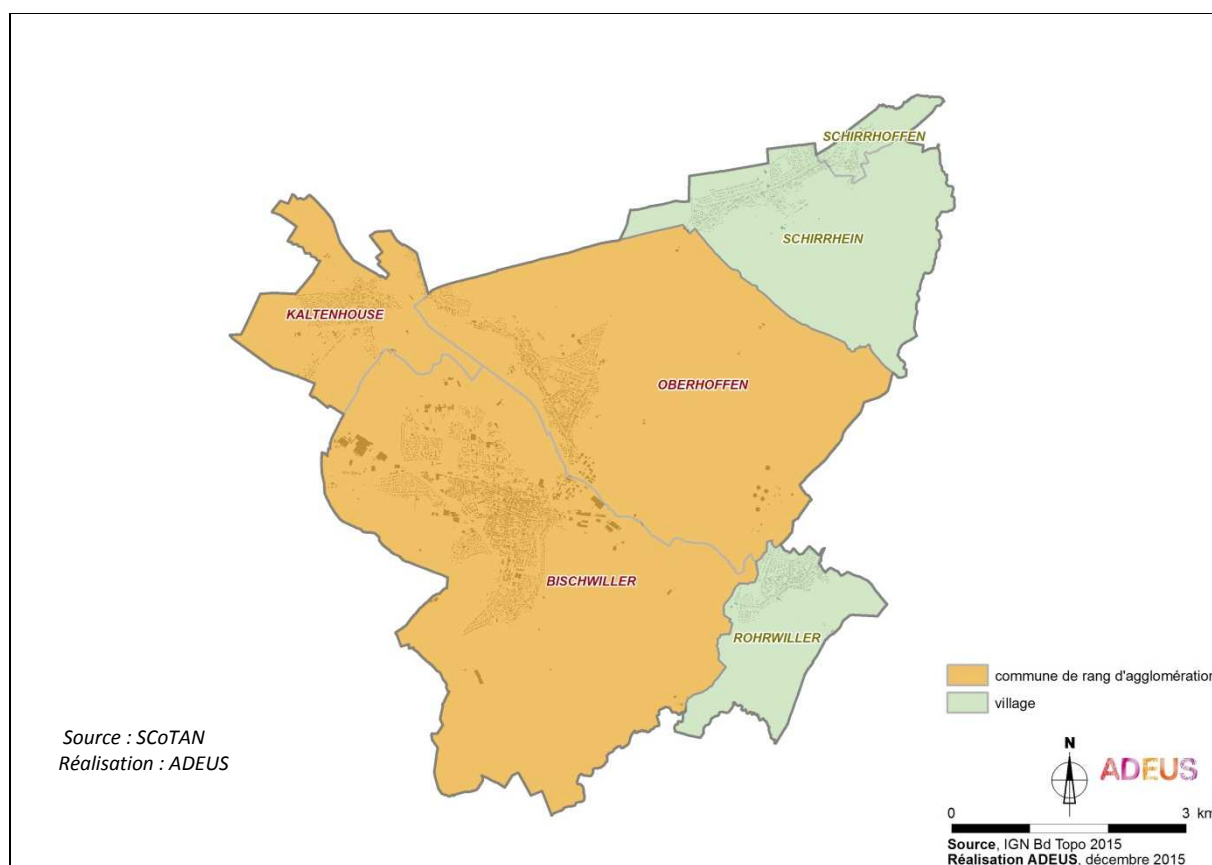 SCHIRRHOFFEN
SCHIRRHEIN
KALTENHOUSE
OBERHOFFEN
BISCHWILLER
ROHRWILLER
commune de rang d'agglomération
village
Source : SCoTAN
Réalisation : ADEUS
N
ADEUS
0 3 km
Source, IGN Bd Topo 2015
Réalisation ADEUS, décembre 2015